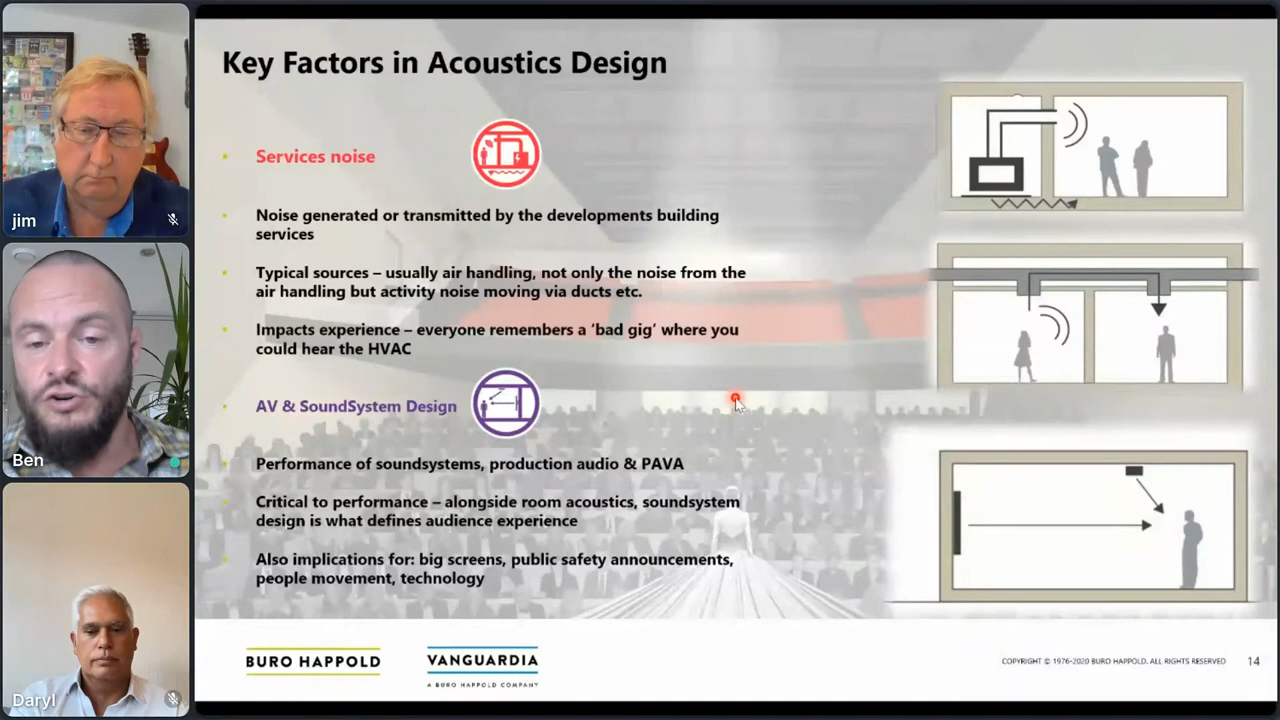 jim
Ben
Daryl
Key Factors in Acoustics Design
Services noise
Noise generated or transmitted by the developments building
services
Typical sources – usually air handling, not only the noise from the
air handling but activity noise moving via ducts etc.
Impacts experience – everyone remembers a ‘bad gig’ where you
could hear the HVAC
AV & SoundSystem Design
Performance of soundsystems, production audio & PAVA
Critical to performance – alongside room acoustics, soundsystem
design is what defines audience experience
Also implications for: big screens, public safety announcements,
people movement, technology
BURO HAPPOLD
VANGUARDIA
A BURO HAPPOLD COMPANY
COPYRIGHT © 1976-2020 BURO HAPPOLD. ALL RIGHTS RESERVED
14